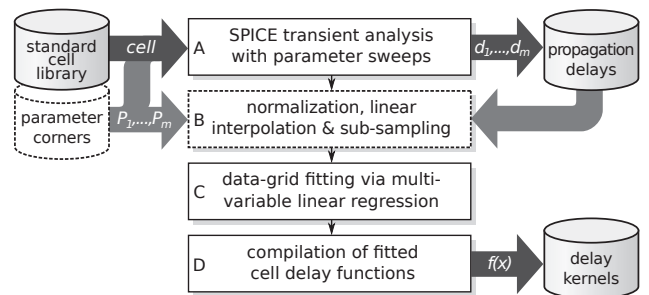 standard
cell
library
cell
A
SPICE transient analysis
with parameter sweeps
d1,...,dm
propagation
delays
parameter
corners
P1,...,Pm
B
normalization, linear
interpolation & sub-sampling
C
data-grid fitting via multi-
variable linear regression
D
compilation of fitted
cell delay functions
f(x)
delay
kernels